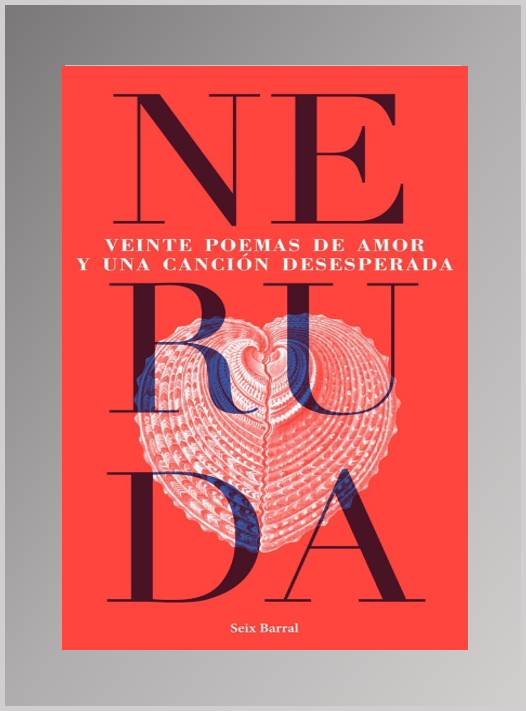 NE
VEINTE POEMAS DE AMOR
Y UNA CANCIÓN DESESPERADA
RU
DA
Seix Barral